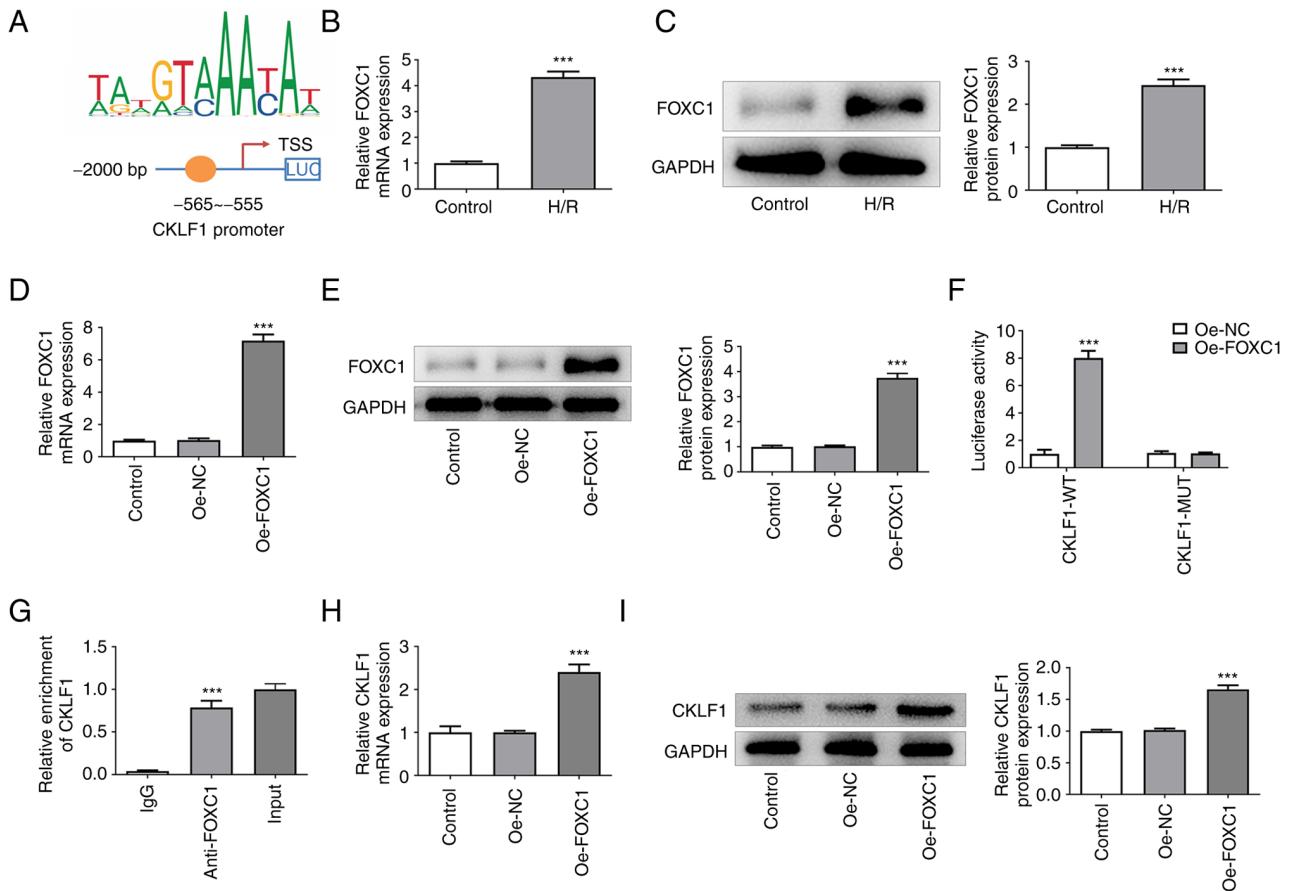 A
TATGTAAATAT
TSS
−2000 bp
LUC
−565~−555
CKLF1 promoter
B
Relative FOXC1
mRNA expression
5
4
3
2
1
0
***
Control
H/R
C
FOXC1
GAPDH
Control
H/R
Relative FOXC1
protein expression
3
2
1
0
***
Control
H/R
D
Relative FOXC1
mRNA expression
8
6
4
2
0
***
Control
Oe-NC
Oe-FOXC1
E
FOXC1
GAPDH
Control
Oe-NC
Oe-FOXC1
Relative FOXC1
protein expression
5
4
3
2
1
0
***
Control
Oe-NC
Oe-FOXC1
F
Luciferase activity
10
8
6
4
2
0
***
CKLF1-WT
CKLF1-MUT
Oe-NC
Oe-FOXC1
G
Relative enrichment
of CKLF1
1.5
1.0
0.5
0.0
***
IgG
Anti-FOXC1
Input
H
Relative CKLF1
mRNA expression
3
2
1
0
***
Control
Oe-NC
Oe-FOXC1
I
CKLF1
GAPDH
Control
Oe-NC
Oe-FOXC1
Relative CKLF1
protein expression
2.0
1.5
1.0
0.5
0.0
***
Control
Oe-NC
Oe-FOXC1